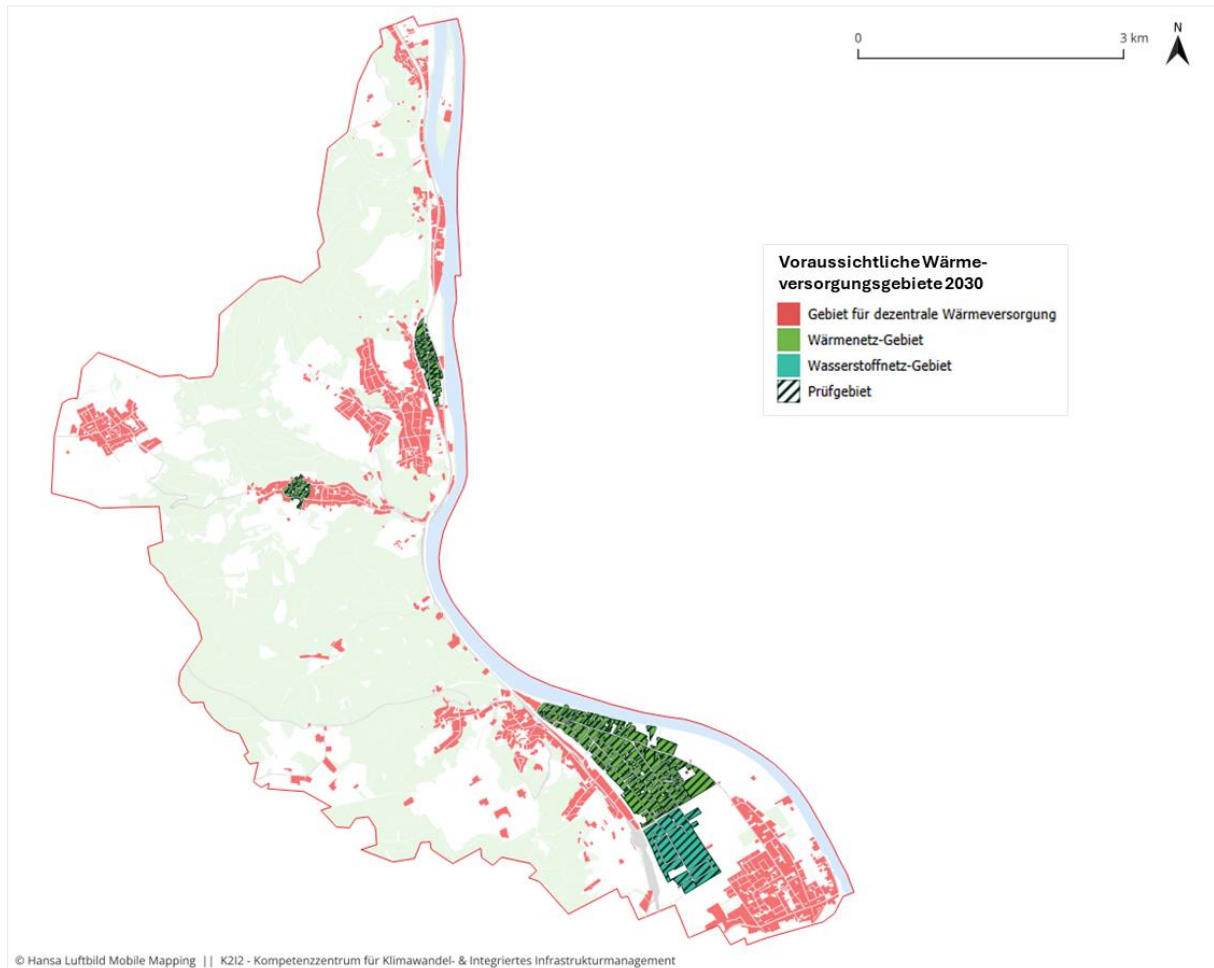 0
3 km
N
Voraussichtliche Wärme-
versorgungsgebiete 2030
Gebiet für dezentrale Wärmeversorgung
Wärmenetz-Gebiet
Wasserstoffnetz-Gebiet
Prüfgebiet
© Hansa Luftbild Mobile Mapping || K2I2 - Kompetenzzentrum für Klimawandel- & Integriertes Infrastrukturmanagement